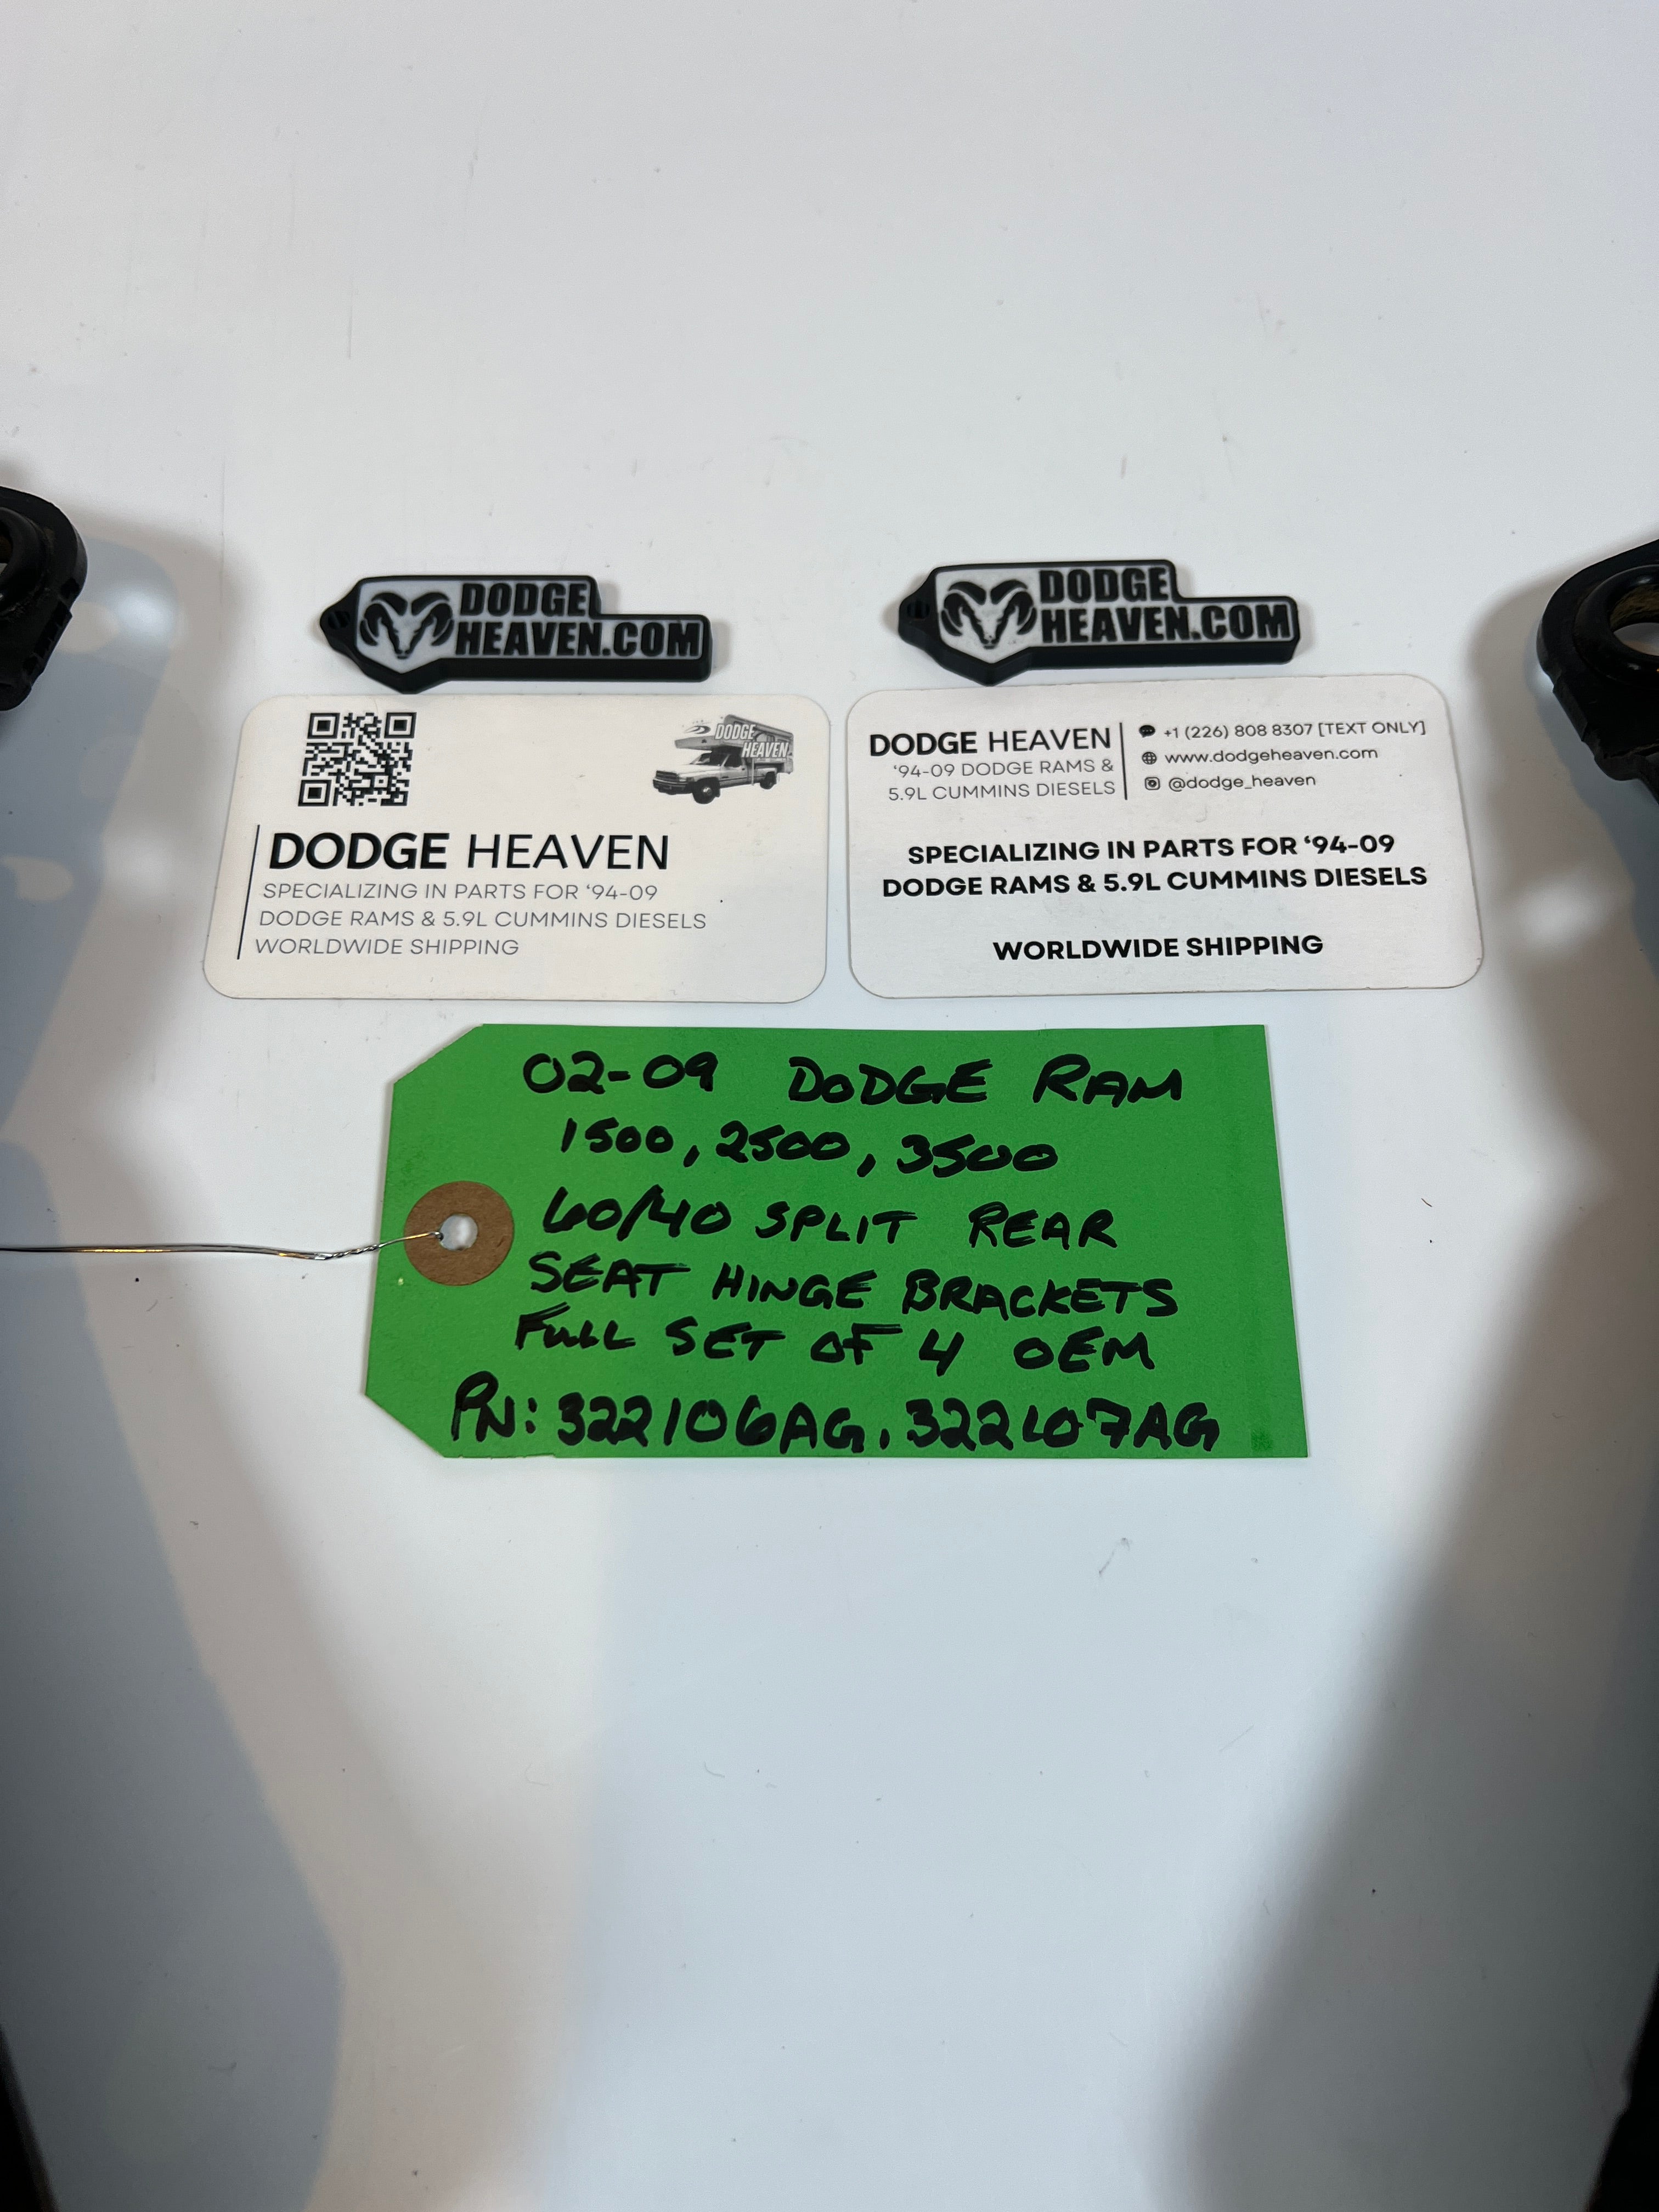 DODGE
HEAVEN.COM
DODGE
HEAVEN.COM
DODGE
HEAVEN
DODGE HEAVEN
SPECIALIZING IN PARTS FOR ‘94-09
DODGE RAMS & 5.9L CUMMINS DIESELS
WORLDWIDE SHIPPING
DODGE HEAVEN
‘94-09 DODGE RAMS &
5.9L CUMMINS DIESELS
+1 (226) 808 8307 [TEXT ONLY]
www.dodgeheaven.com
@dodge_heaven
SPECIALIZING IN PARTS FOR ‘94-09
DODGE RAMS & 5.9L CUMMINS DIESELS
WORLDWIDE SHIPPING
02-09 DODGE RAM
1500, 2500, 3500
60/40 SPLIT REAR
SEAT HINGE BRACKETS
FULL SET OF 4 OEM
PN: 322106AG, 322107AG